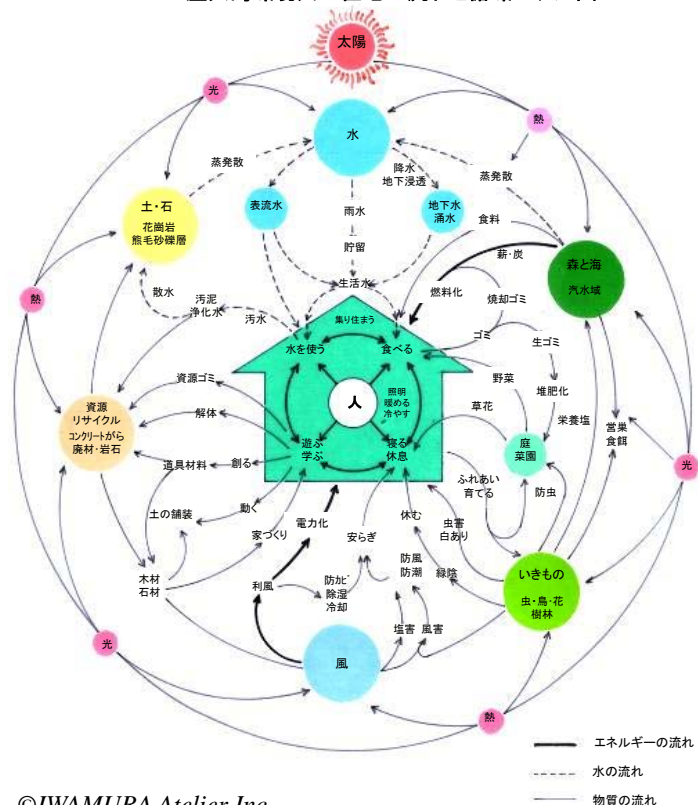 太陽
光
熱
水
蒸発散
降水
地下浸透
蒸発散
土・石
花崗岩
熊毛砂礫層
表流水
雨水
地下水
湧水
食料
貯留
薪・炭
森と海
汽水域
熱
散水
汚泥
浄化水
汚水
生活水
燃料化
焼却ゴミ
集り住まう
水を使う
食べる
ゴミ
生ゴミ
資源ゴミ
人
照明
暖める
冷やす
野菜
堆肥化
資源
リサイクル
コンクリートがら
廃材・岩石
解体
草花
栄養塩
営巣
食餌
遊ぶ
学ぶ
寝る
休息
庭
菜園
道具材料
創る
ふれあい
育てる
防虫
光
土の舗装
動く
家づくり
電力化
安らぎ
休む
虫害
白あり
木材
石材
利風
防カビ
除湿
冷却
防風
防潮
緑陰
いきもの
虫・鳥・花
樹林
光
風
塩害
風害
熱
エネルギーの流れ
水の流れ
物質の流れ
©IWAMURA Atelier Inc